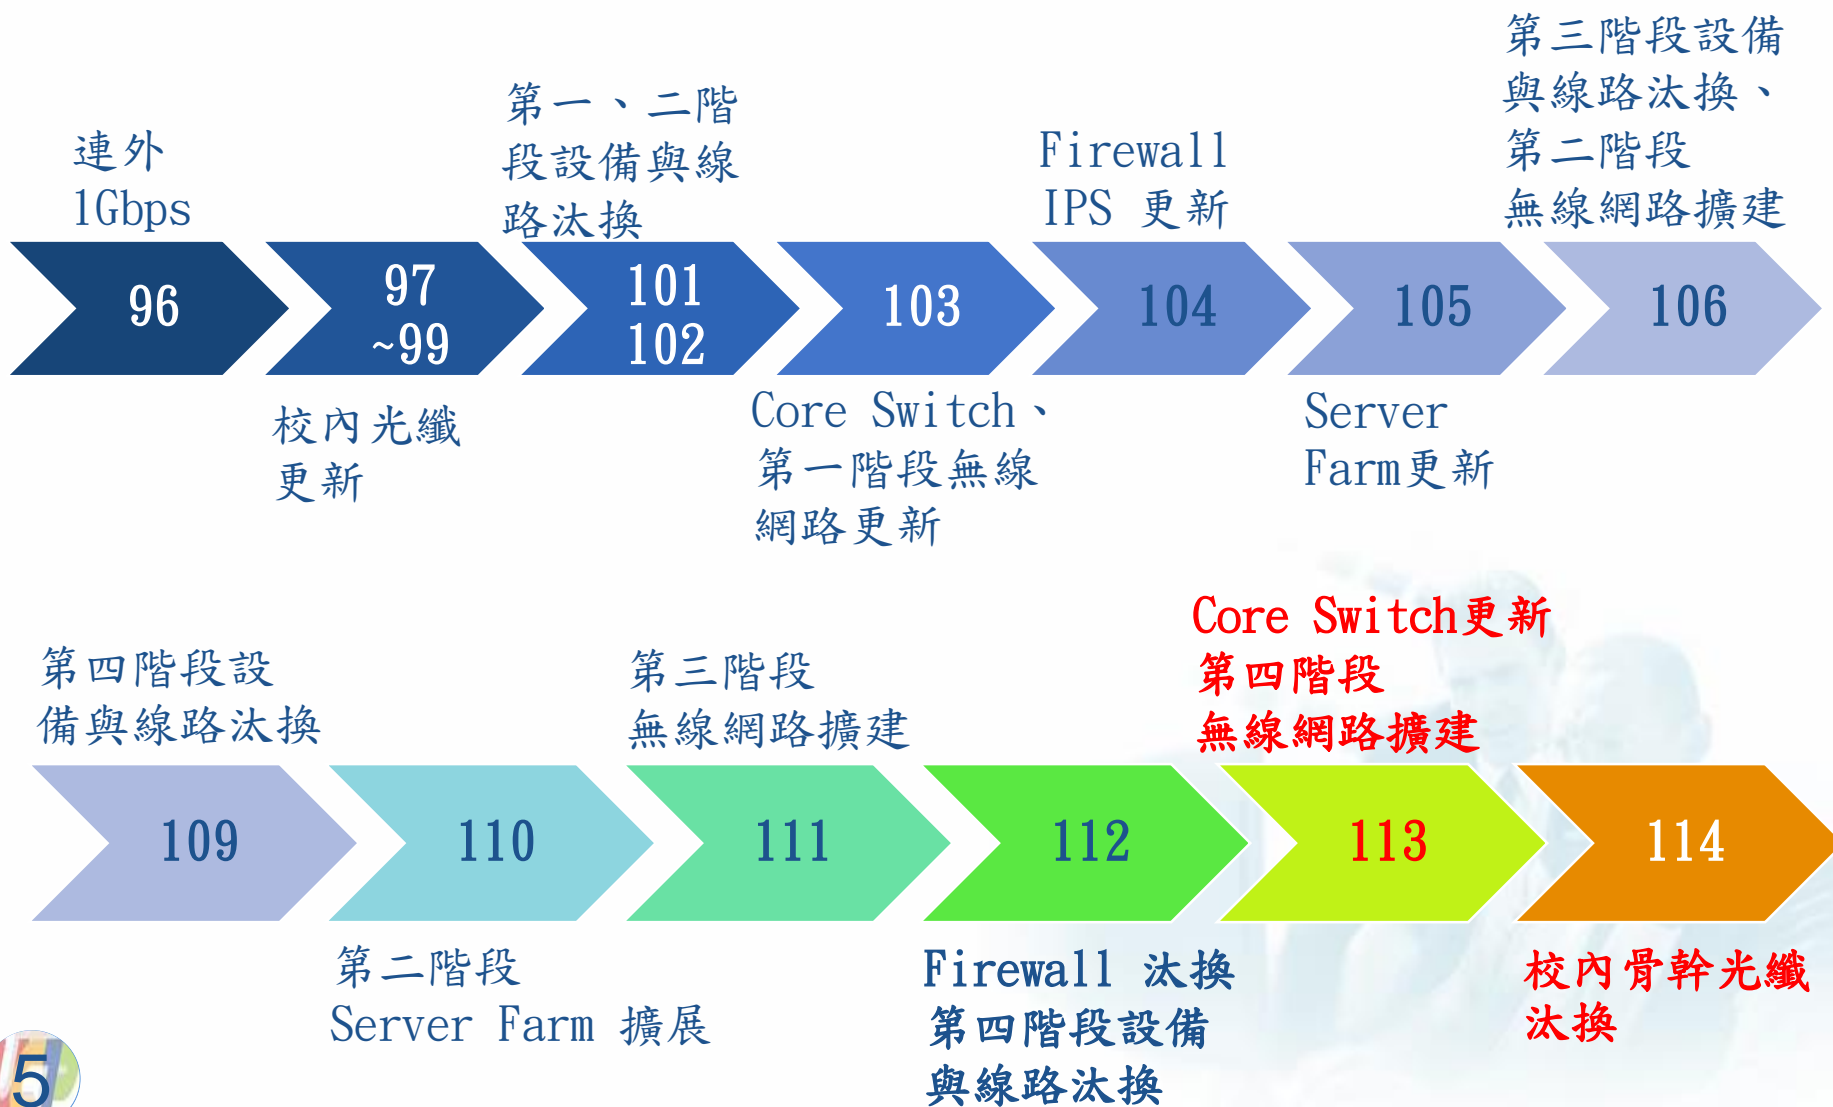 連外
1Gbps
第一、二階
段設備與線
路汰換
Firewall
IPS 更新
第三階段設備
與線路汰換、
第二階段
無線網路擴建
96
97
~99
101
102
103
104
105
106
校內光纖
更新
Core Switch、
第一階段無線
網路更新
Server
Farm更新
第四階段設
備與線路汰換
第三階段
無線網路擴建
Core Switch更新
第四階段
無線網路擴建
109
110
111
112
113
114
第二階段
Server Farm 擴展
Firewall 汰換
第四階段設備
與線路汰換
校內骨幹光纖
汰換
5